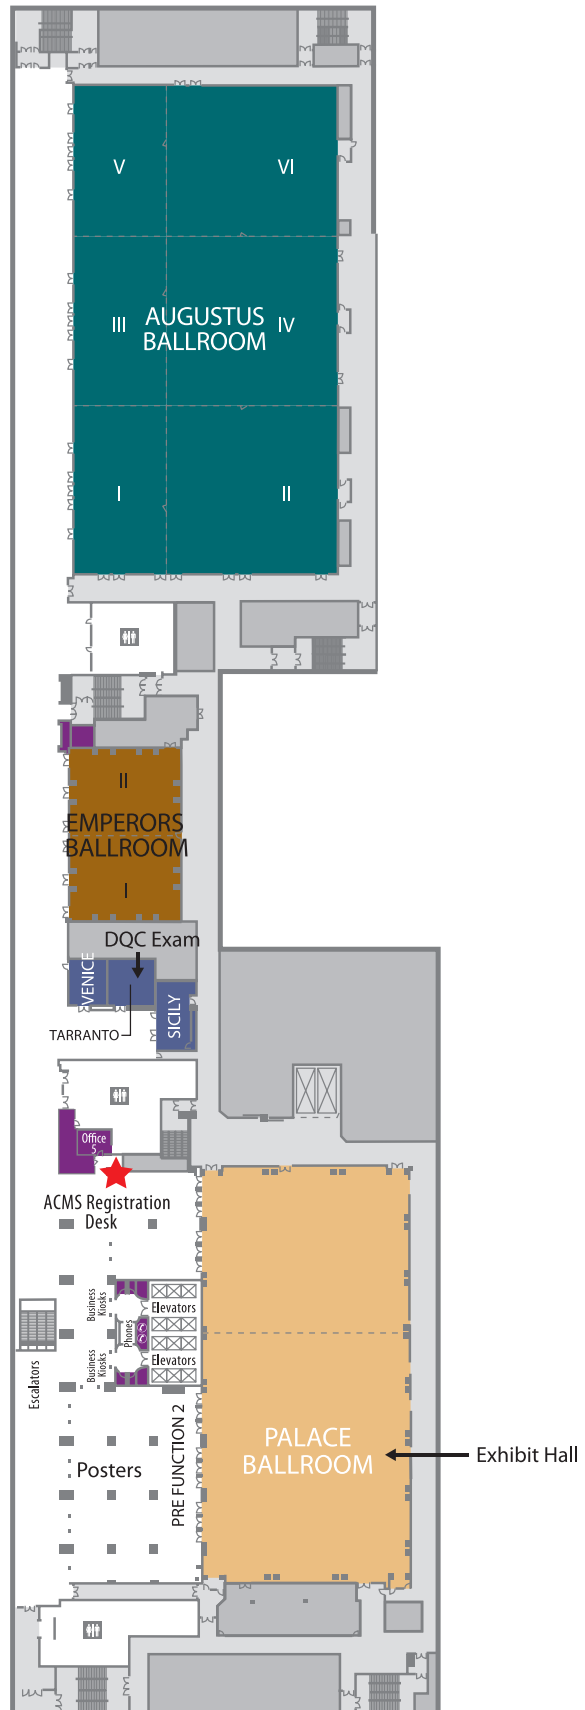 V
VI
III
AUGUSTUS
BALLROOM
IV
I
II
II
EMPERORS
BALLROOM
I
DQC Exam
VENICE
SICILY
TARRANTO
Office
5
ACMS Registration
Desk
Business
Kiosks
Elevators
Phones
Business
Kiosks
Elevators
Escalators
PRE FUNCTION 2
PALACE
BALLROOM
Exhibit Hall
Posters